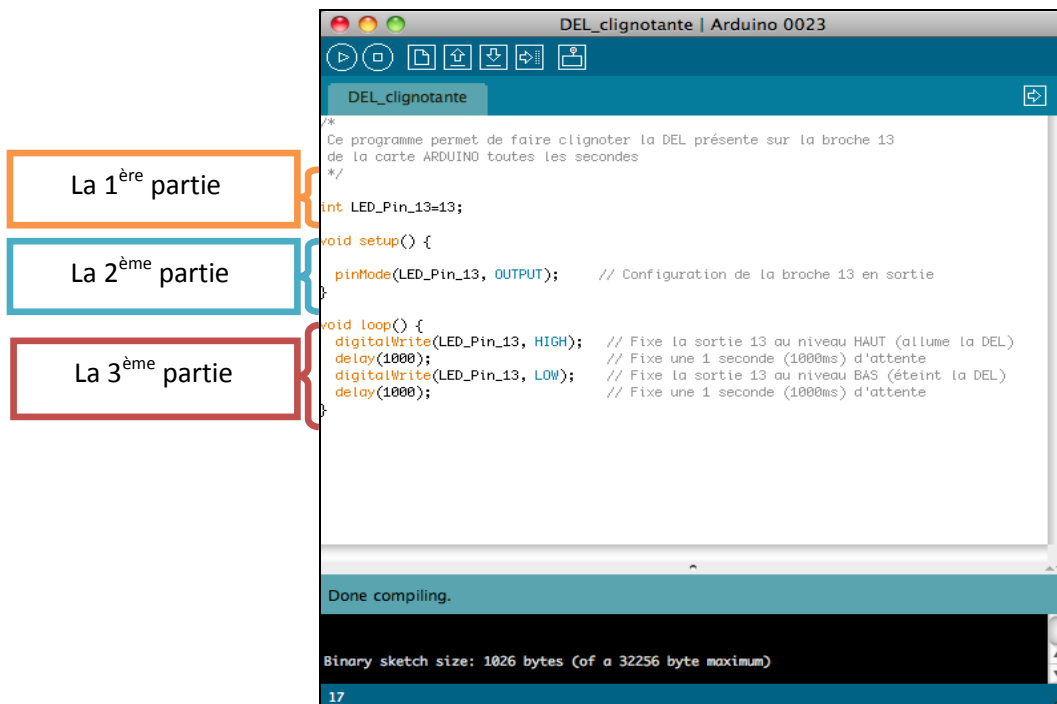 DEL_clignotante | Arduino 0023
DEL_clignotante
/*
Ce programme permet de faire clignoter la DEL présente sur la broche 13
de la carte ARDUINO toutes les secondes
*/
La 1ère partie
int LED_Pin_13=13;
void setup() {
La 2ème partie
pinMode(LED_Pin_13, OUTPUT); // Configuration de la broche 13 en sortie
}
void loop() {
digitalWrite(LED_Pin_13, HIGH); // Fixe la sortie 13 au niveau HAUT (allume la DEL)
delay(1000); // Fixe une 1 seconde (1000ms) d'attente
La 3ème partie
digitalWrite(LED_Pin_13, LOW); // Fixe la sortie 13 au niveau BAS (éteint la DEL)
delay(1000); // Fixe une 1 seconde (1000ms) d'attente
}
Done compiling.
Binary sketch size: 1026 bytes (of a 32256 byte maximum)
17